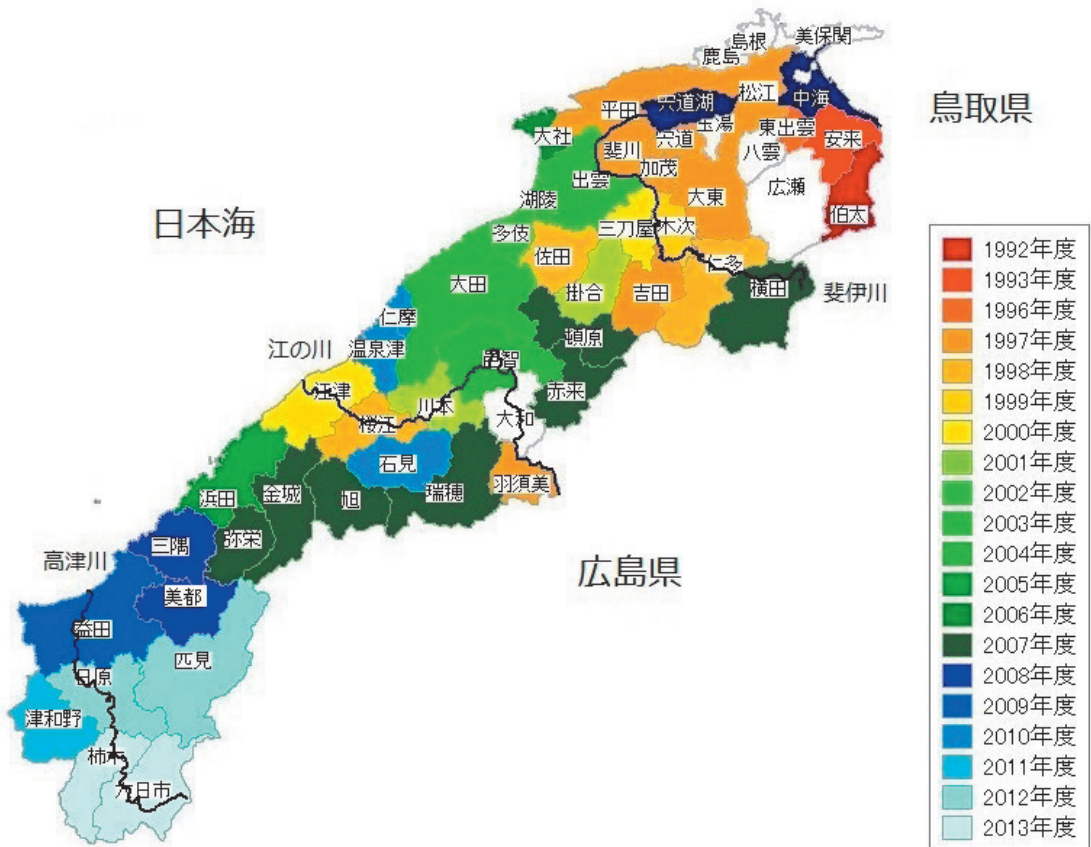 島根
美保関
鹿島
松江
中海
鳥取県
平田
宍道湖
大社
玉湯
東出雲
安来
宍道
斐川
八雲
加茂
出雲
広瀬
大東
湖陵
伯太
日本海
三刀屋
木次
多伎
佐田
仁多
大田
掛合
吉田
横田
斐伊川
仁摩
頓原
江の川
温泉津
邑智
江津
赤来
川本
大和
桜江
石見
羽須美
金城
旭
瑞穂
浜田
三隅
弥栄
高津川
広島県
美都
益田
匹見
日原
津和野
柿木
六日市
1992年度
1993年度
1996年度
1997年度
1998年度
1999年度
2000年度
2001年度
2002年度
2003年度
2004年度
2005年度
2006年度
2007年度
2008年度
2009年度
2010年度
2011年度
2012年度
2013年度